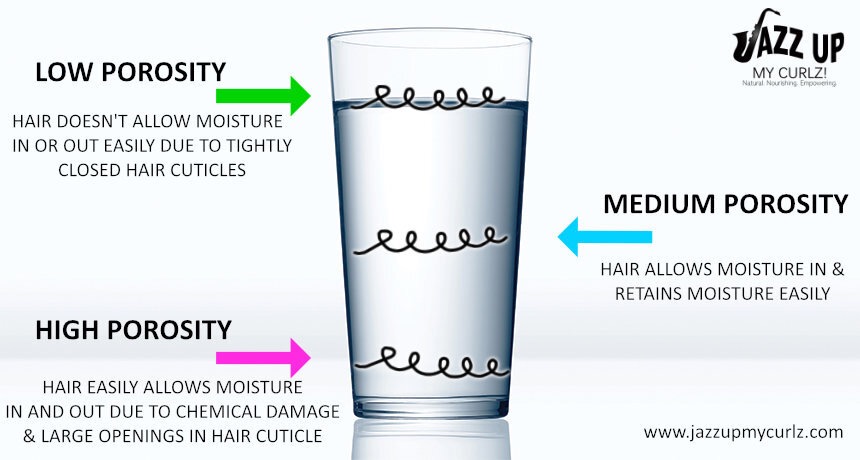 JAZZ UP
MY CURLZ!
Natural. Nourishing. Empowering.
LOW POROSITY
HAIR DOESN'T ALLOW MOISTURE
IN OR OUT EASILY DUE TO TIGHTLY
CLOSED HAIR CUTICLES
MEDIUM POROSITY
HAIR ALLOWS MOISTURE IN &
RETAINS MOISTURE EASILY
HIGH POROSITY
HAIR EASILY ALLOWS MOISTURE
IN AND OUT DUE TO CHEMICAL DAMAGE
& LARGE OPENINGS IN HAIR CUTICLE
www.jazzupmycurlz.com